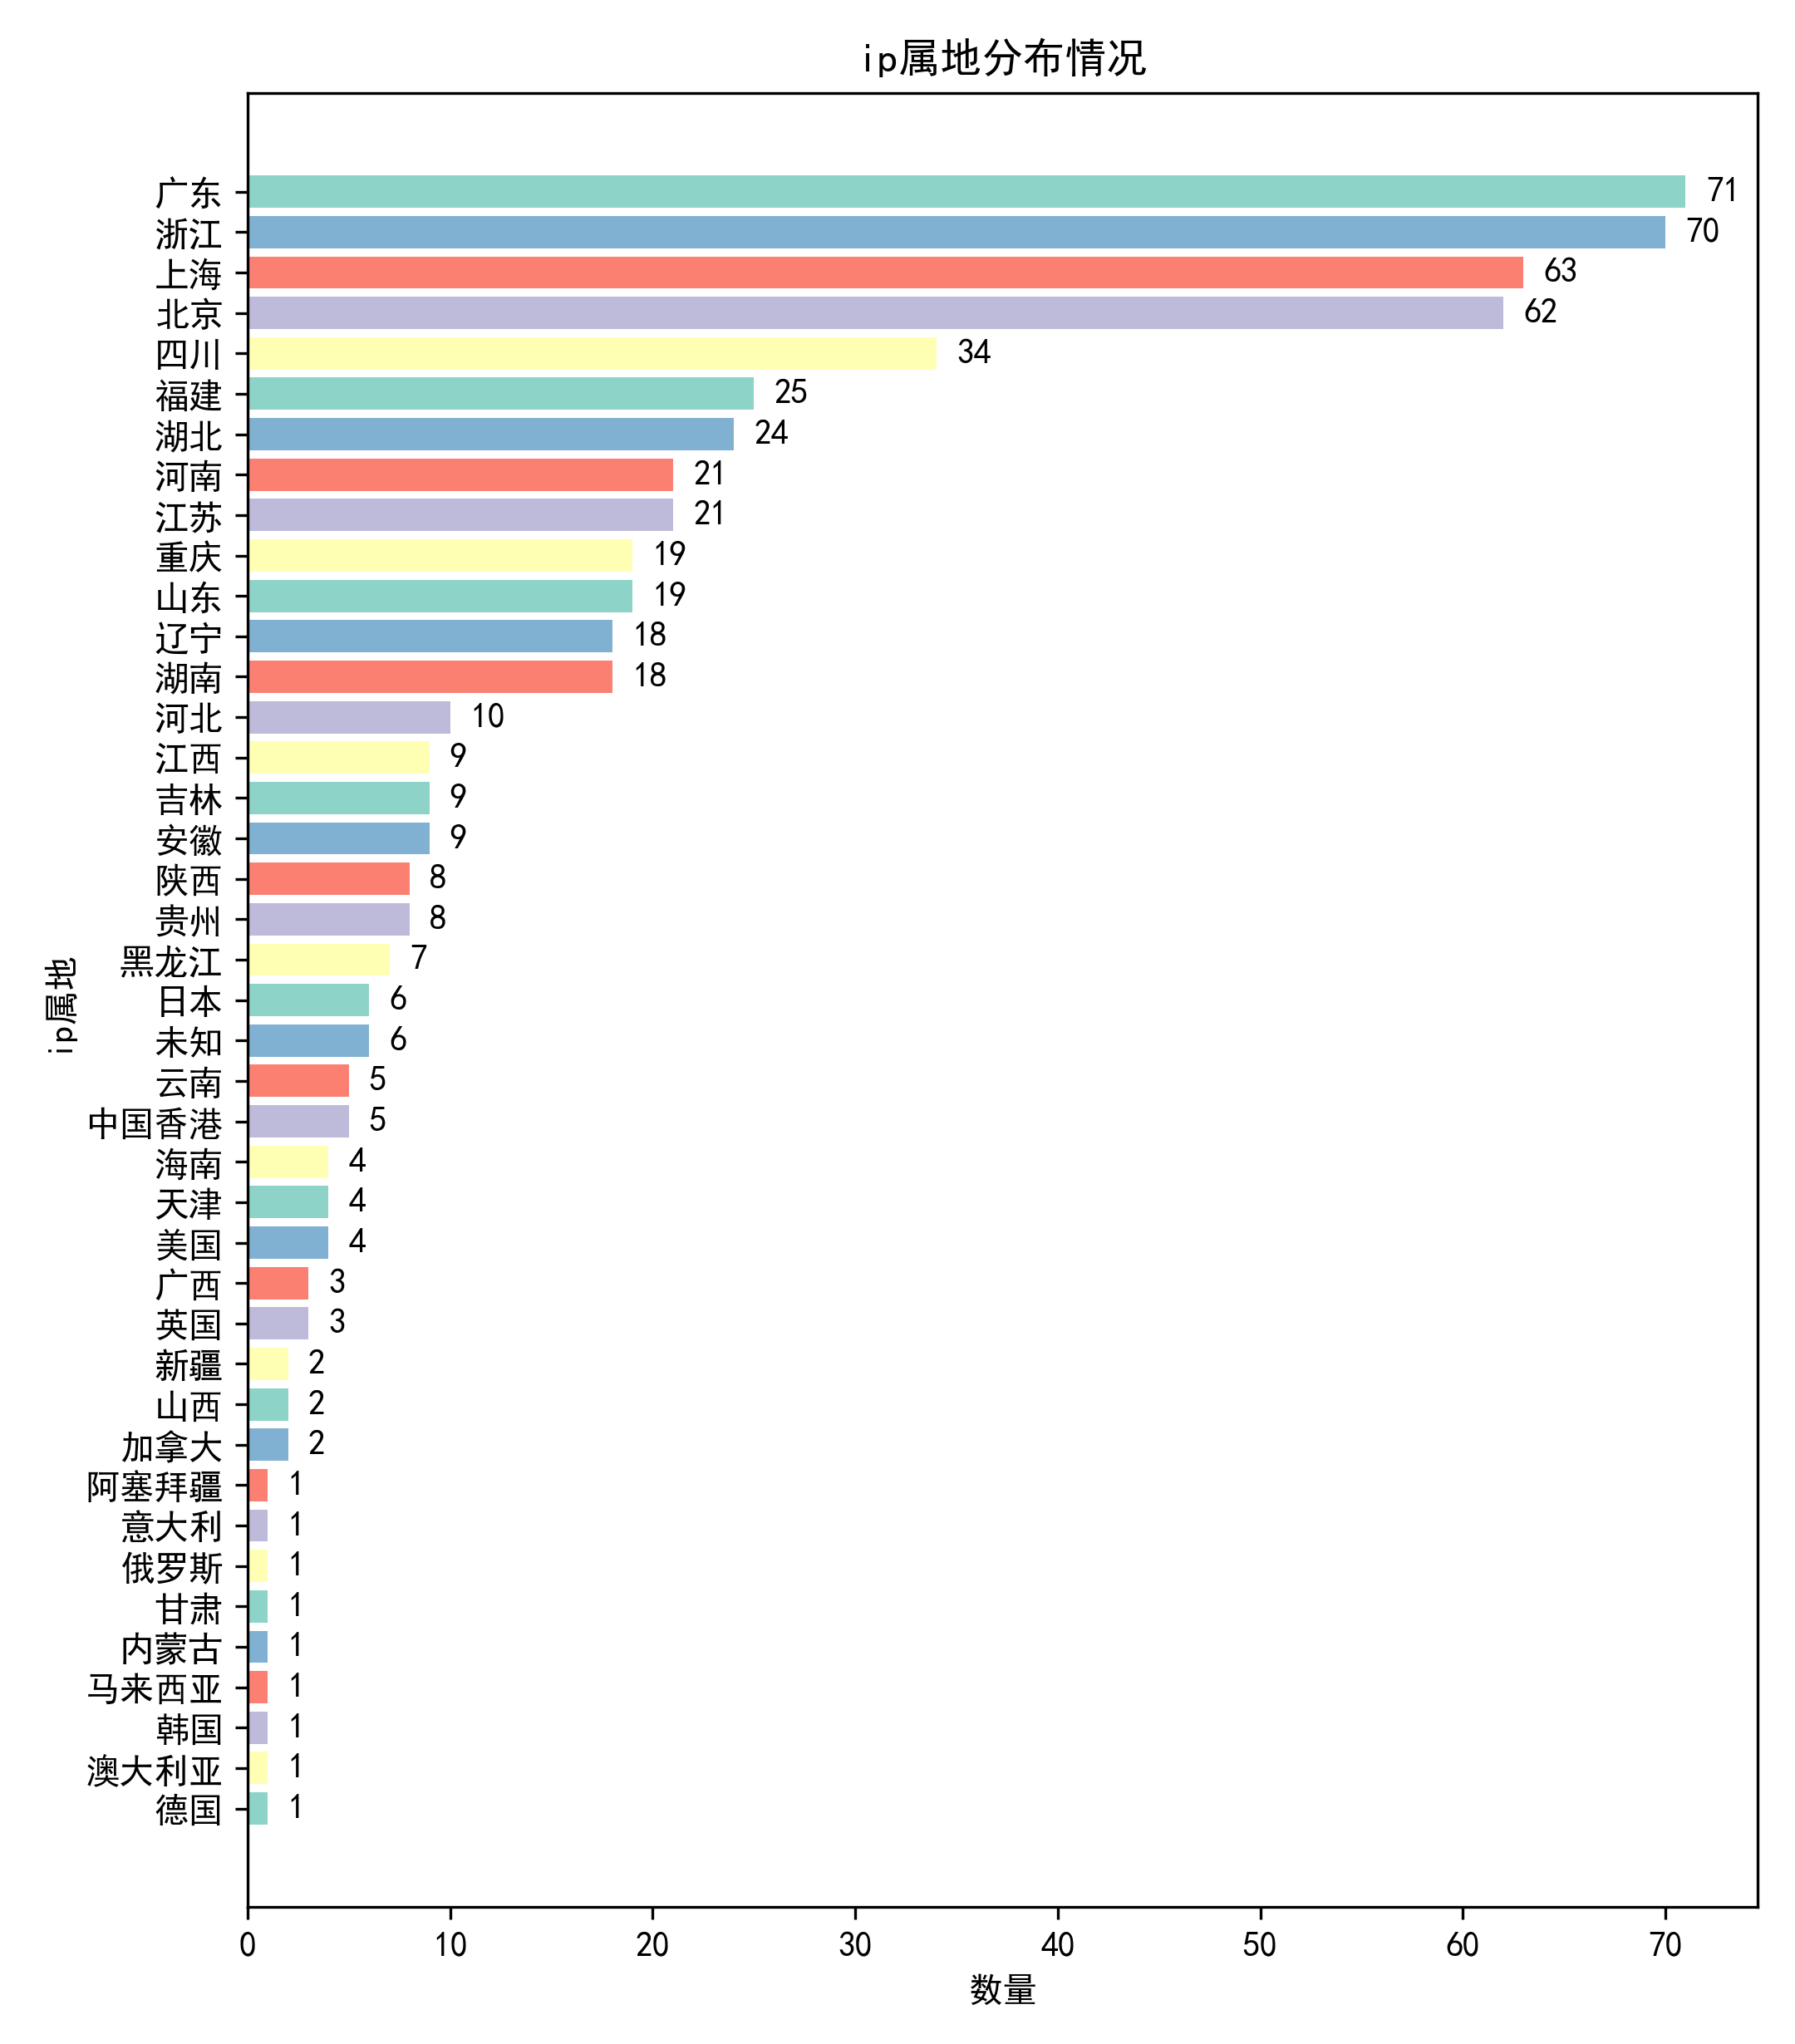 ip属地分布情况
广东 71
浙江 70
上海 63
北京 62
四川 34
福建 25
湖北 24
河南 21
江苏 21
重庆 19
山东 19
辽宁 18
湖南 18
河北 10
江西 9
吉林 9
安徽 9
陕西 8
贵州 8
黑龙江 7
日本 6
未知 6
云南 5
中国香港 5
海南 4
天津 4
美国 4
广西 3
英国 3
新疆 2
山西 2
加拿大 2
阿塞拜疆 1
意大利 1
俄罗斯 1
甘肃 1
内蒙古 1
马来西亚 1
韩国 1
澳大利亚 1
德国 1
ip属地
0 10 20 30 40 50 60 70
数量